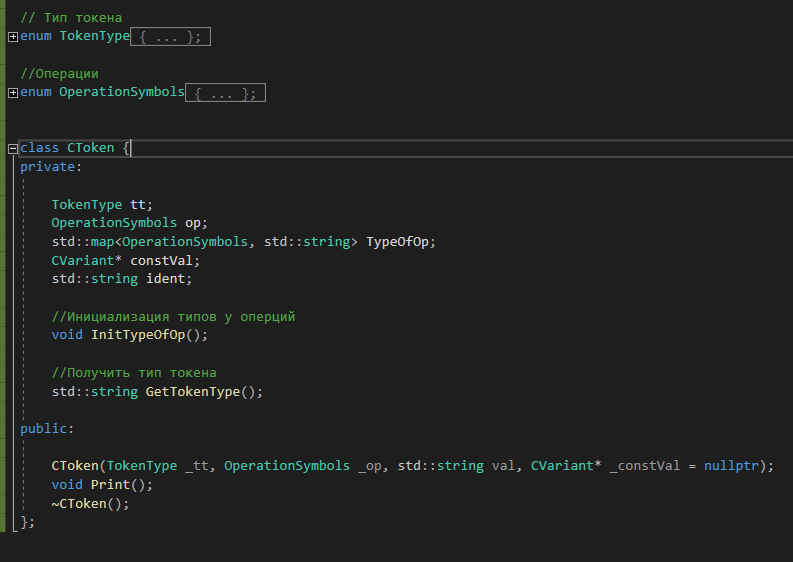 // Тип токена
enum TokenType { ... };
//Операции
enum OperationSymbols { ... };
class CToken {
private:
TokenType tt;
OperationSymbols op;
std::map<OperationSymbols, std::string> TypeOfOp;
CVariant* constVal;
std::string ident;
//Инициализация типов у оперций
void InitTypeOfOp();
//Получить тип токена
std::string GetTokenType();
public:
CToken(TokenType _tt, OperationSymbols _op, std::string val, CVariant* _constVal = nullptr);
void Print();
~CToken();
};